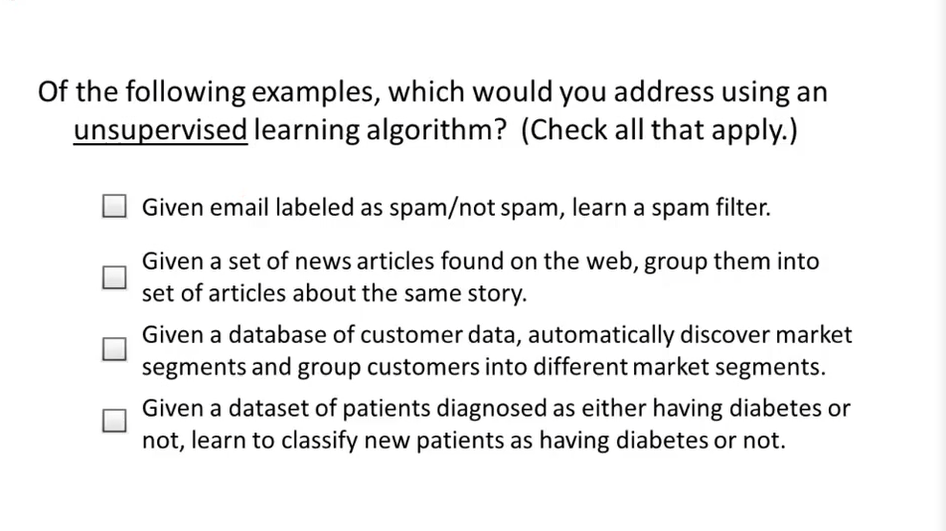 Of the following examples, which would you address using an
unsupervised learning algorithm? (Check all that apply.)
Given email labeled as spam/not spam, learn a spam filter.
Given a set of news articles found on the web, group them into
set of articles about the same story.
Given a database of customer data, automatically discover market
segments and group customers into different market segments.
Given a dataset of patients diagnosed as either having diabetes or
not, learn to classify new patients as having diabetes or not.